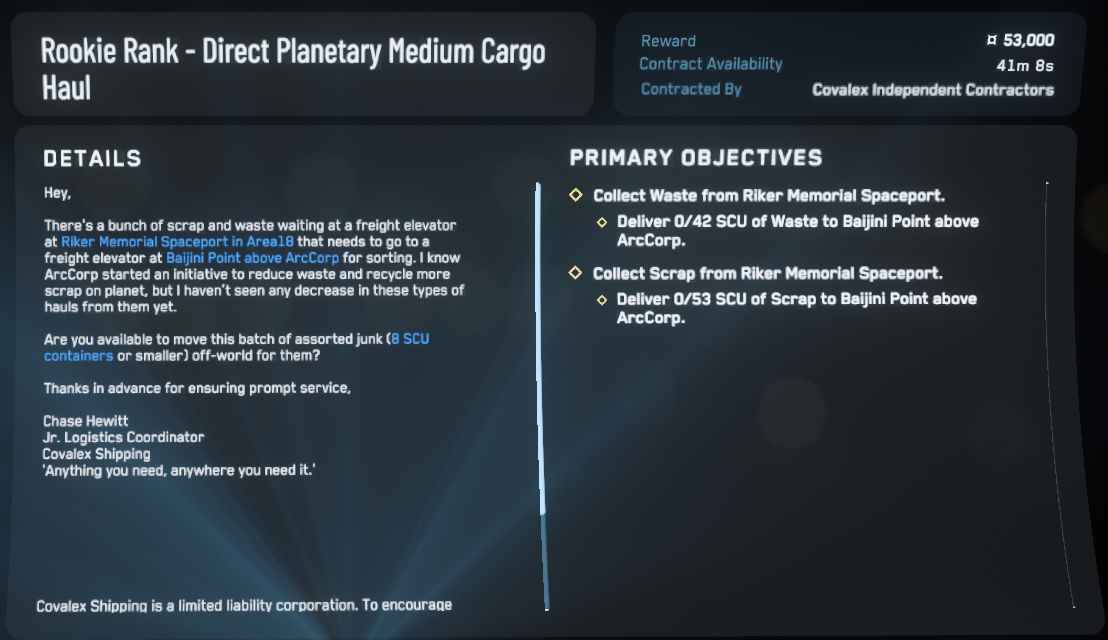 Rookie Rank - Direct Planetary Medium Cargo
Haul
Reward ¤ 53,000
Contract Availability 41m 8s
Contracted By Covalex Independent Contractors
DETAILS
Hey,
There's a bunch of scrap and waste waiting at a freight elevator
at Riker Memorial Spaceport in Area18 that needs to go to a
freight elevator at Baijini Point above ArcCorp for sorting. I know
ArcCorp started an initiative to reduce waste and recycle more
scrap on planet, but I haven't seen any decrease in these types of
hauls from them yet.
Are you available to move this batch of assorted junk (8 SCU
containers or smaller) off-world for them?
Thanks in advance for ensuring prompt service,
Chase Hewitt
Jr. Logistics Coordinator
Covalex Shipping
'Anything you need, anywhere you need it.'
Covalex Shipping is a limited liability corporation. To encourage
PRIMARY OBJECTIVES
Collect Waste from Riker Memorial Spaceport.
Deliver 0/42 SCU of Waste to Baijini Point above
ArcCorp.
Collect Scrap from Riker Memorial Spaceport.
Deliver 0/53 SCU of Scrap to Baijini Point above
ArcCorp.